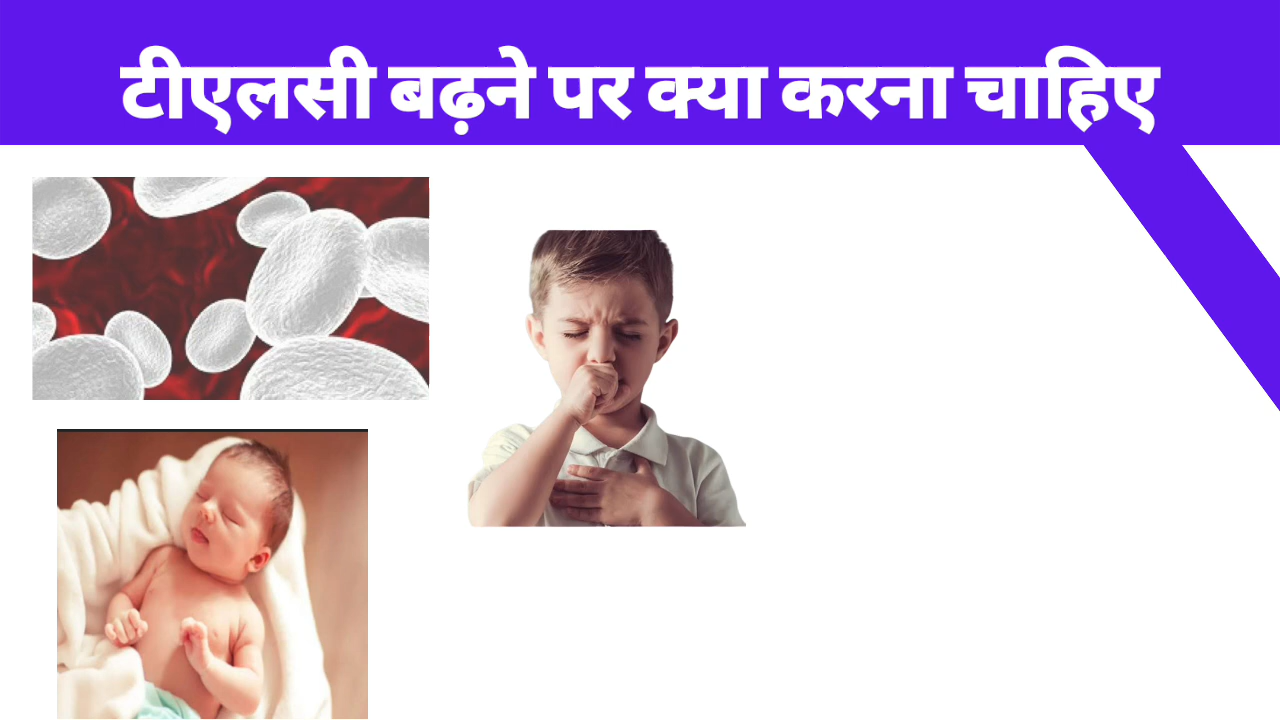 टीएलसी बढ़ने पर क्या करना चाहिए